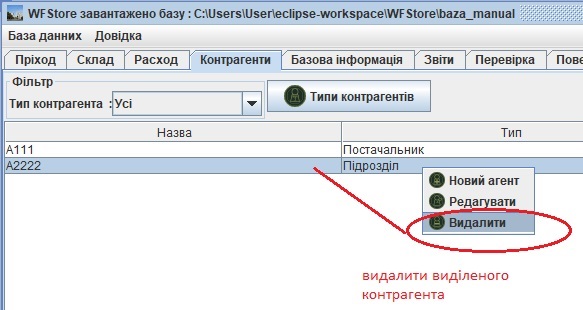 WFStore завантажено базу : C:\Users\User\eclipse-workspace\WFStore\baza_manual
База данних Довідка
Пріход Склад Расход Контрагенти Базова інформація Звіти Перевірка Пове
Фільтр
Тип контрагента : Усі Типи контрагентів
Назва Тип
A111 Постачальник
A2222 Підрозділ
Новий агент
Редагувати
Видалити
видалити виділеного
контрагента